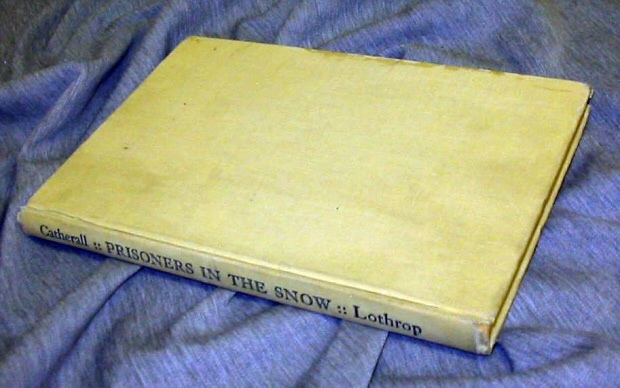 Catherall :: PRISONERS IN THE SNOW :: Lothrop